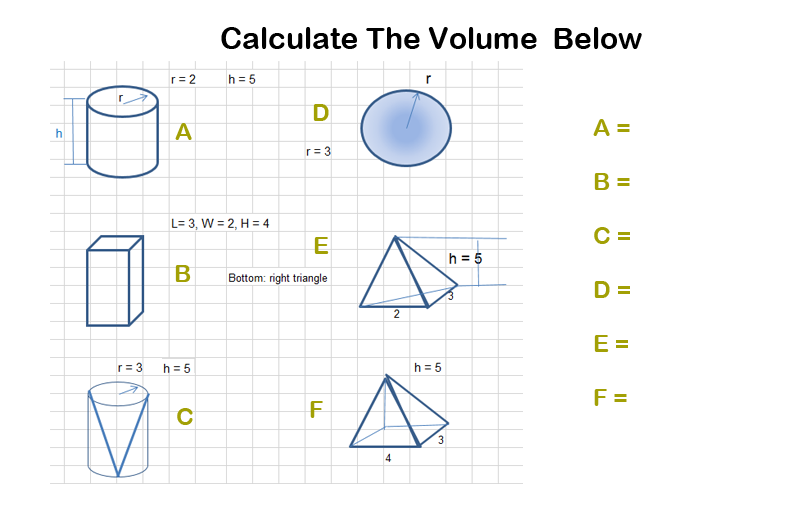 Calculate The Volume Below
r = 2 h = 5
r
h
A
D
r
r = 3
L= 3, W = 2, H = 4
B
E
Bottom: right triangle
h = 5
3
2
r = 3 h = 5
C
F
h = 5
3
4
A =
B =
C =
D =
E =
F =